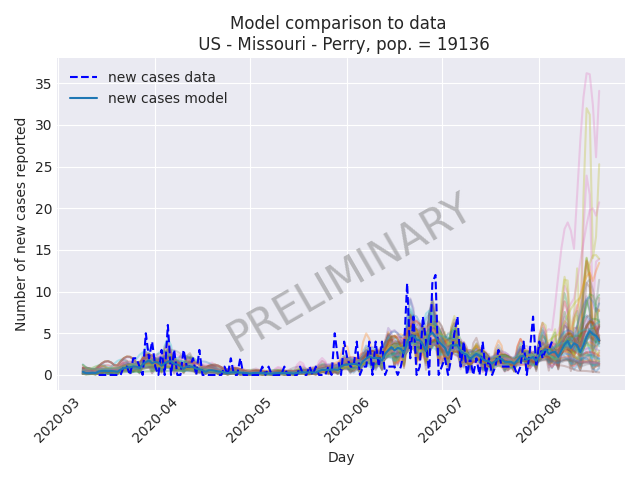 Model comparison to data
US - Missouri - Perry, pop. = 19136
new cases data
new cases model
PRELIMINARY
Number of new cases reported
35
30
25
20
15
10
5
0
2020-03
2020-04
2020-05
2020-06
2020-07
2020-08
Day